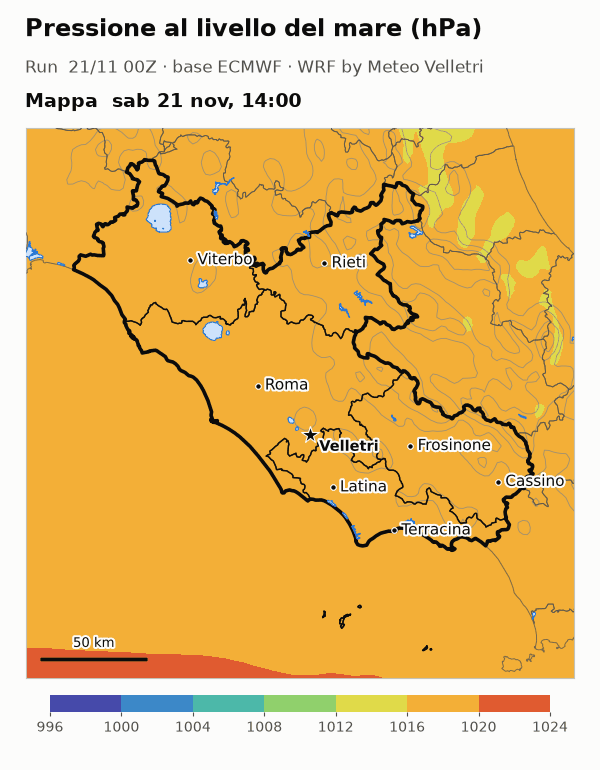 Pressione al livello del mare (hPa)
Run  21/11 00Z · base ECMWF · WRF by Meteo Velletri
Mappa  sab 21 nov, 14:00
Viterbo
Rieti
Roma
Velletri
Frosinone
Cassino
Latina
Terracina
50 km
996 1000 1004 1008 1012 1016 1020 1024